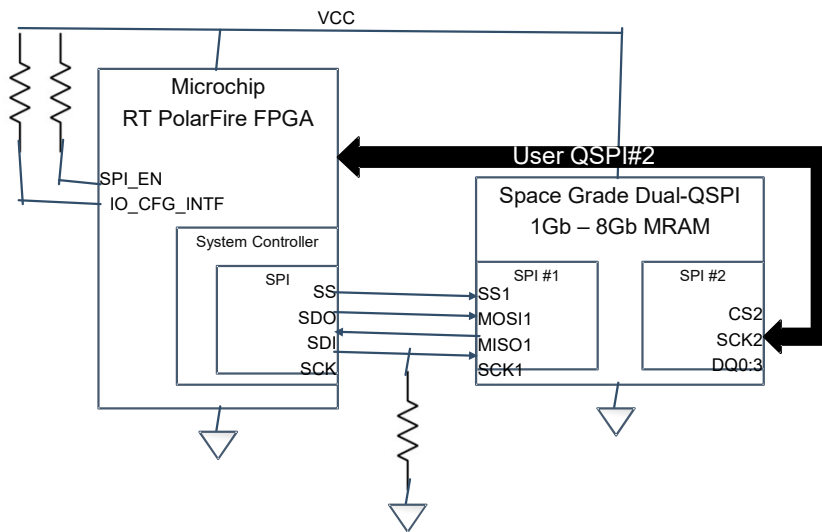 VCC
Microchip
RT PolarFire FPGA
User QSPI#2
SPI_EN
IO_CFG_INTF
Space Grade Dual-QSPI
1Gb – 8Gb MRAM
System Controller
SPI
SS
SDO
SDI
SCK
SPI #1
SS1
MOSI1
MISO1
SCK1
SPI #2
CS2
SCK2
DQ0:3